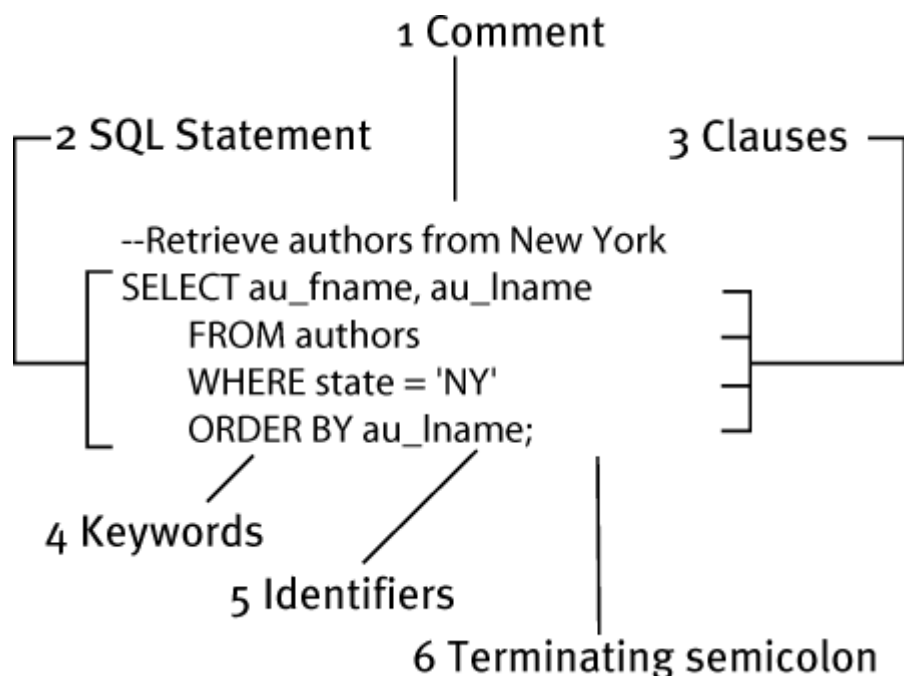 1 Comment
2 SQL Statement
3 Clauses
--Retrieve authors from New York
SELECT au_fname, au_lname
FROM authors
WHERE state = 'NY'
ORDER BY au_lname;
4 Keywords
5 Identifiers
6 Terminating semicolon